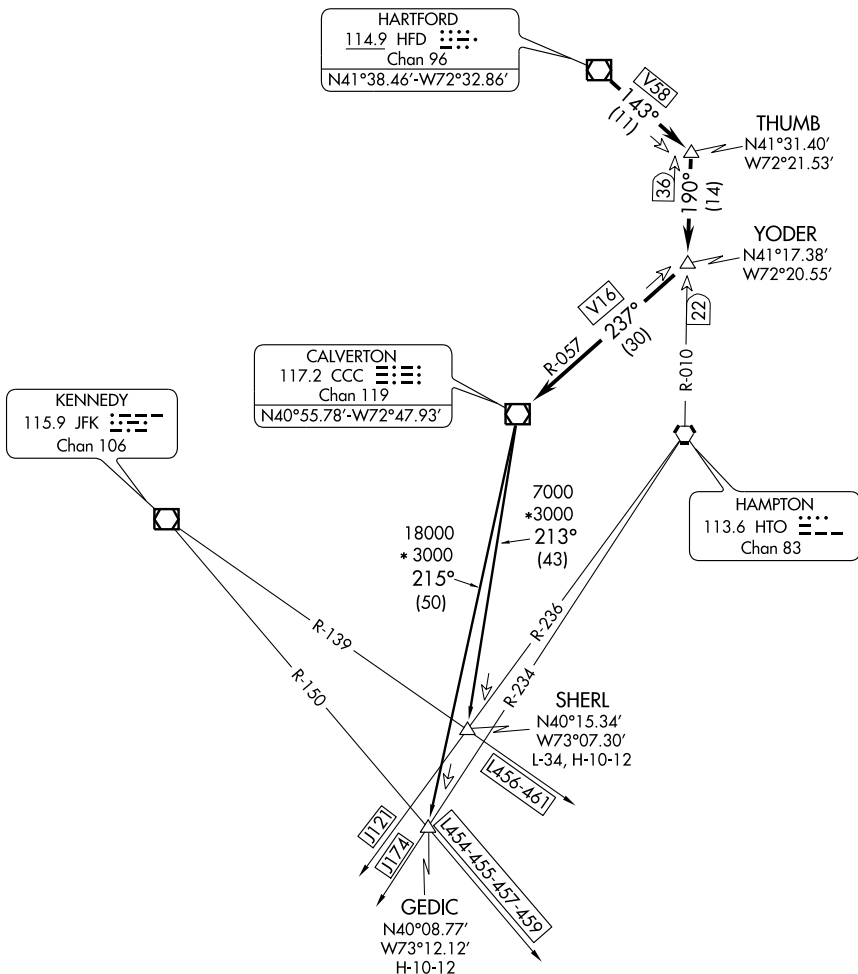 HARTFORD
114.9 HFD
Chan 96
N41°38.46’-W72°32.86’
V58
143°
(11)
THUMB
N41°31.40’
W72°21.53’
36
190°
(14)
YODER
N41°17.38’
W72°20.55’
V16
237°
(30)
R-057
22
R-010
CALVERTON
117.2 CCC
Chan 119
N40°55.78’-W72°47.93’
KENNEDY
115.9 JFK
Chan 106
HAMPTON
113.6 HTO
Chan 83
7000
*3000
213°
(43)
18000
*3000
215°
(50)
R-139
R-150
R-236
R-234
SHERL
N40°15.34’
W73°07.30’
L-34, H-10-12
L456-461
J121
J174
L454-455-457-459
GEDIC
N40°08.77’
W73°12.12’
H-10-12